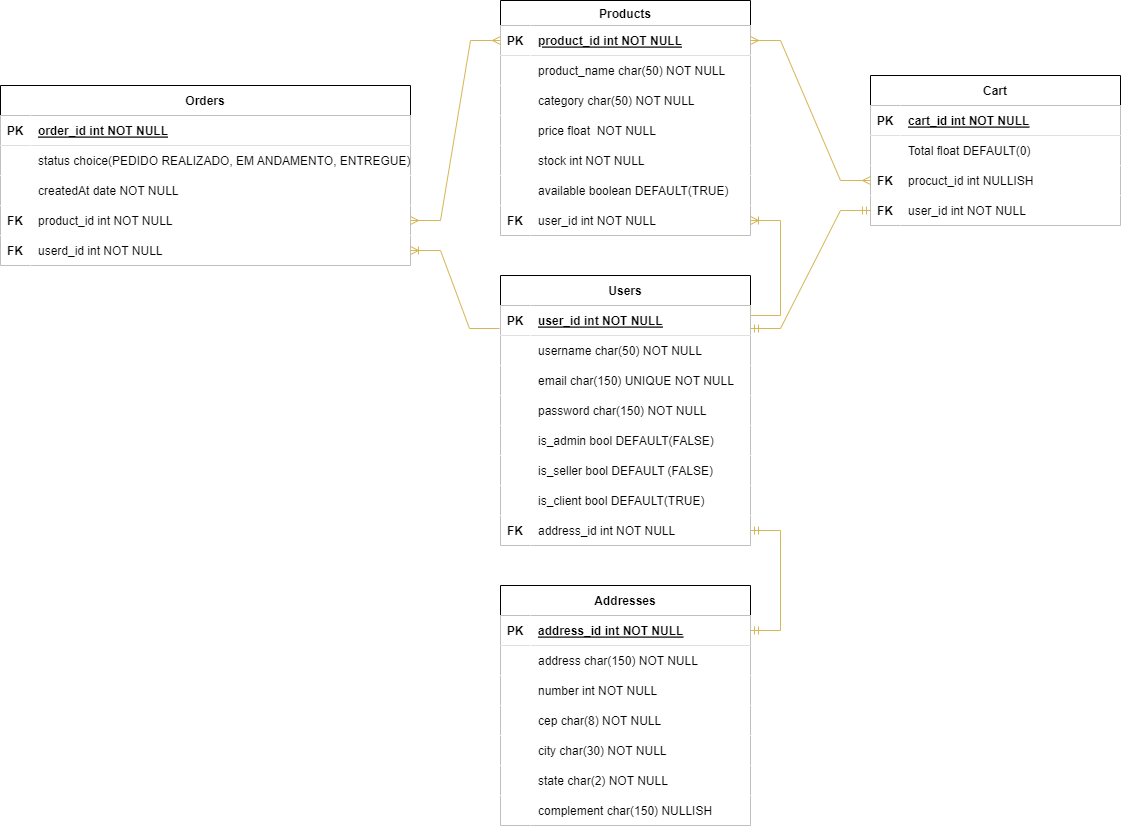 Products
PK product_id int NOT NULL
product_name char(50) NOT NULL
category char(50) NOT NULL
price float  NOT NULL
stock int NOT NULL
available boolean DEFAULT(TRUE)
FK user_id int NOT NULL
Orders
PK order_id int NOT NULL
status choice(PEDIDO REALIZADO, EM ANDAMENTO, ENTREGUE)
createdAt date NOT NULL
FK product_id int NOT NULL
FK userd_id int NOT NULL
Cart
PK cart_id int NOT NULL
Total float DEFAULT(0)
FK procuct_id int NULLISH
FK user_id int NOT NULL
Users
PK user_id int NOT NULL
username char(50) NOT NULL
email char(150) UNIQUE NOT NULL
password char(150) NOT NULL
is_admin bool DEFAULT(FALSE)
is_seller bool DEFAULT (FALSE)
is_client bool DEFAULT(TRUE)
FK address_id int NOT NULL
Addresses
PK address_id int NOT NULL
address char(150) NOT NULL
number int NOT NULL
cep char(8) NOT NULL
city char(30) NOT NULL
state char(2) NOT NULL
complement char(150) NULLISH